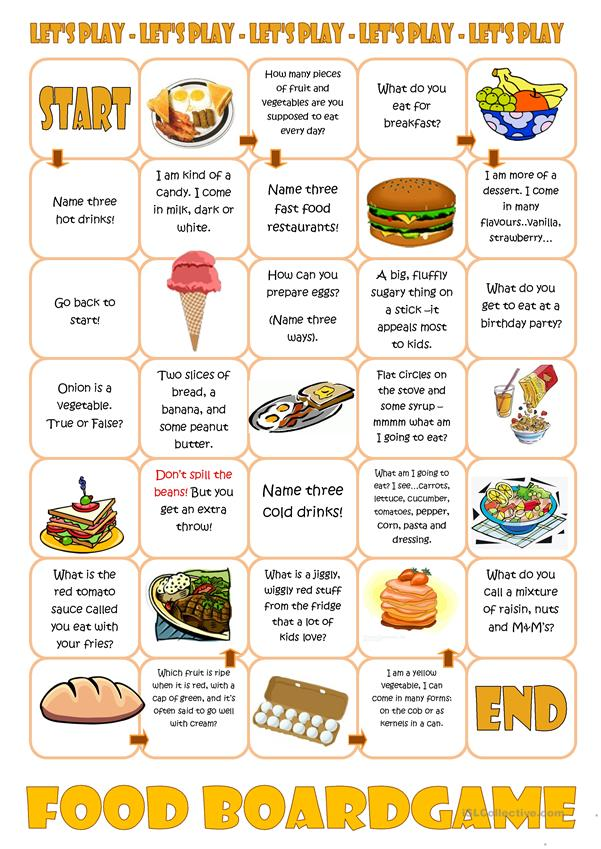 LET'S PLAY - LET'S PLAY - LET'S PLAY - LET'S PLAY - LET'S PLAY
START
How many pieces
of fruit and
vegetables are you
supposed to eat
every day?
What do you
eat for
breakfast?
Name three
hot drinks!
I am kind of a
candy. I come
in milk, dark or
white.
Name three
fast food
restaurants!
I am more of a
dessert. I come
in many
flavours..vanilla,
strawberry...
Go back to
start!
How can you
prepare eggs?
(Name three
ways).
A big, fluffly
sugary thing on
a stick –it
appeals most
to kids.
What do you
get to eat at a
birthday party?
Onion is a
vegetable.
True or False?
Two slices of
bread, a
banana, and
some peanut
butter.
Flat circles on
the stove and
some syrup –
mmmm what am
I going to eat?
Don't spill the
beans! But you
get an extra
throw!
Name three
cold drinks!
What am I going to
eat? I see...carrots,
lettuce, cucumber,
tomatoes, pepper,
corn, pasta and
dressing.
What is the
red tomato
sauce called
you eat with
your fries?
What is a jiggly,
wiggly red stuff
from the fridge
that a lot of
kids love?
What do you
call a mixture
of raisin, nuts
and M&M's?
Which fruit is ripe
when it is red, with a
cap of green, and it's
often said to go well
with cream?
I am a yellow
vegetable, I can
come in many forms:
on the cob or as
kernels in a can.
END
FOOD BOARDGAME
iSLCollective.com